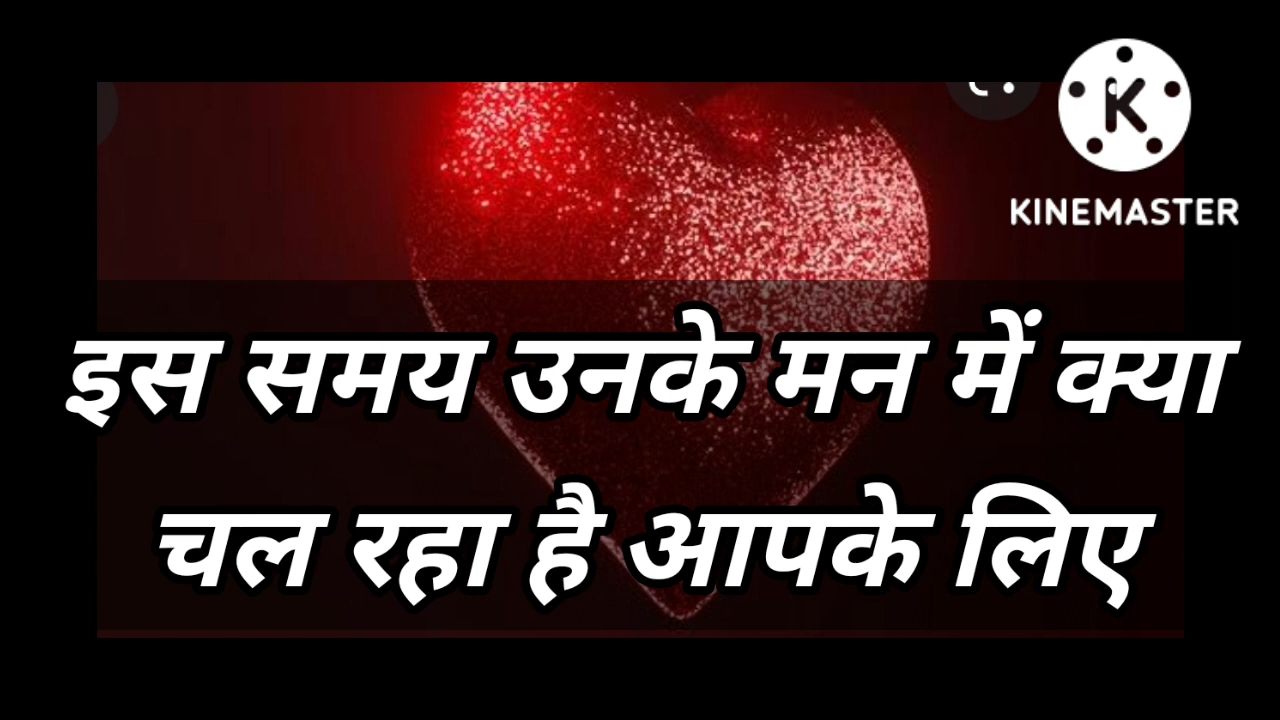 KINEMASTER
इस समय उनके मन में क्या
चल रहा है आपके लिए